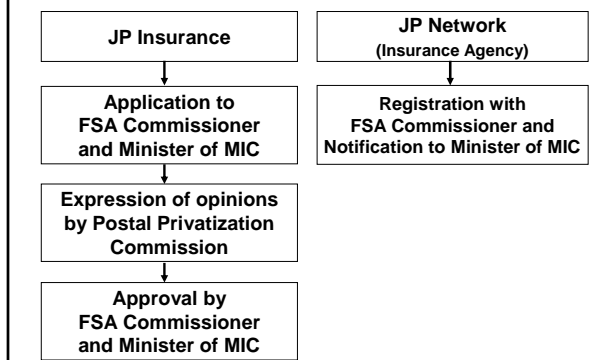 JP Insurance
Application to
FSA Commissioner
and Minister of MIC
Expression of opinions
by Postal Privatization
Commission
Approval by
FSA Commissioner
and Minister of MIC
JP Network
(Insurance Agency)
Registration with
FSA Commissioner and
Notification to Minister of MIC